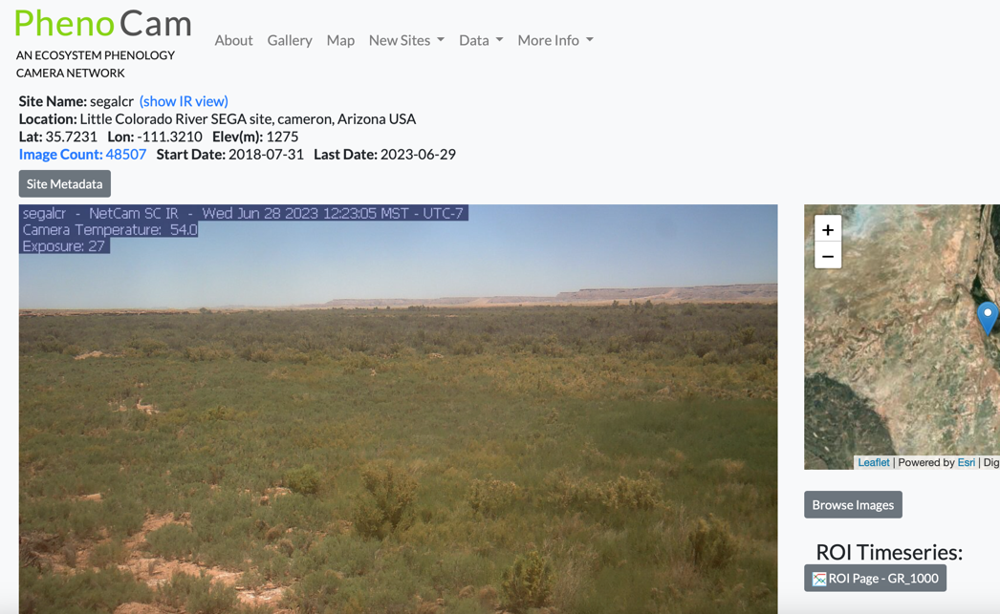 PhenoCam
AN ECOSYSTEM PHENOLOGY
CAMERA NETWORK
About Gallery Map New Sites Data More Info
Site Name: segalcr (show IR view)
Location: Little Colorado River SEGA site, cameron, Arizona USA
Lat: 35.7231 Lon: -111.3210 Elev(m): 1275
Image Count: 48507 Start Date: 2018-07-31 Last Date: 2023-06-29
Site Metadata
segalcr - NetCam SC IR - Wed Jun 28 2023 12:23:05 MST - UTC-7
Camera Temperature: 54.0
Exposure: 27
+
−
Leaflet | Powered by Esri | Dig
Browse Images
ROI Timeseries:
ROI Page - GR_1000